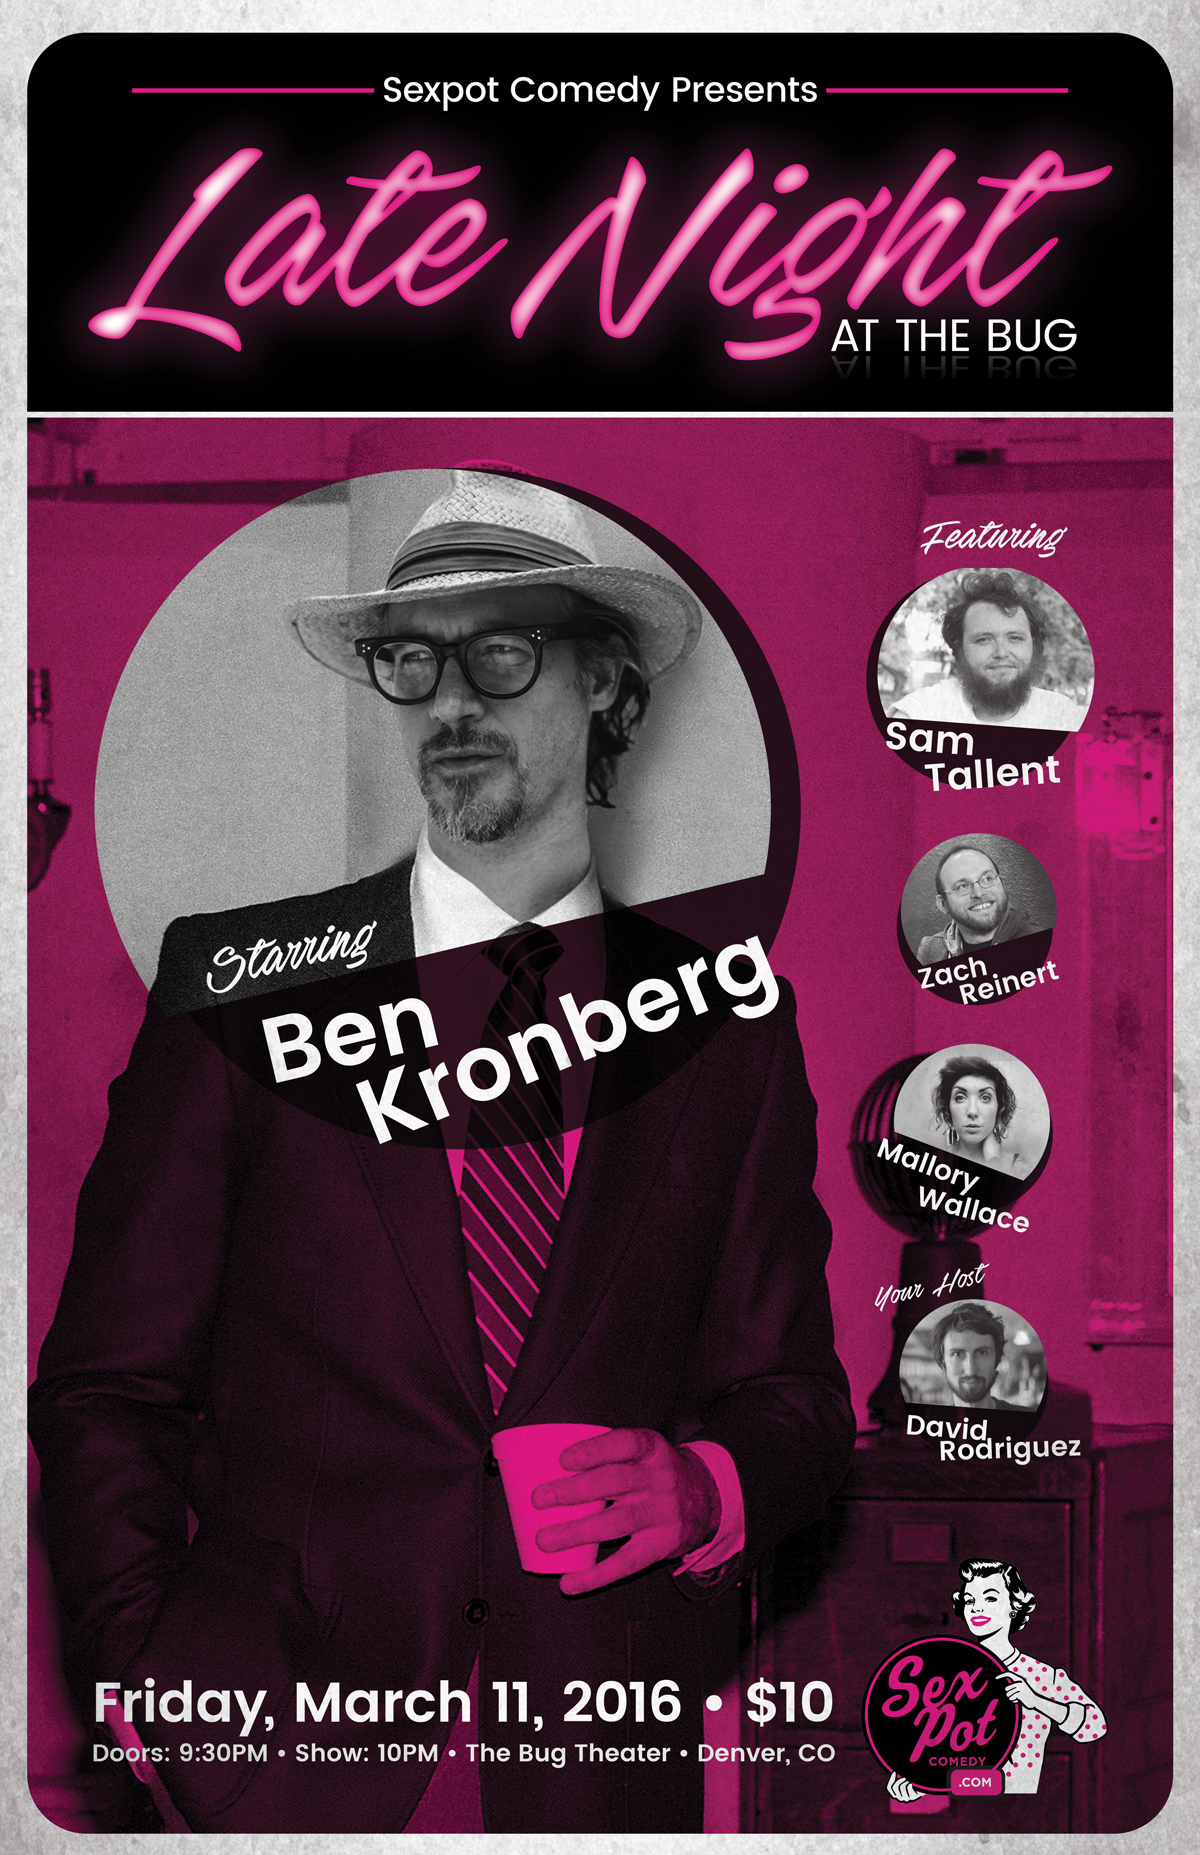 Sexpot Comedy Presents
Late Night
AT THE BUG
Starring
Ben
Kronberg
Featuring
Sam
Tallent
Zach
Reinert
Mallory
Wallace
Your Host
David
Rodriguez
Friday, March 11, 2016 • $10
Doors: 9:30PM • Show: 10PM • The Bug Theater • Denver, CO
Sex
Pot
COMEDY
.COM